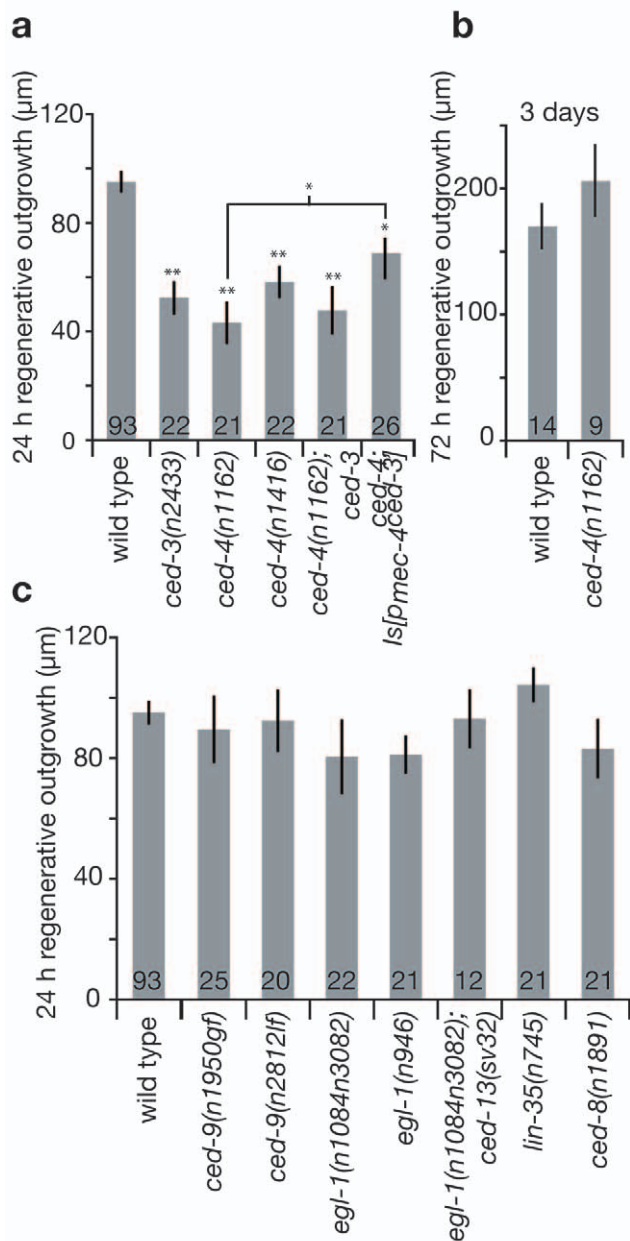 a
24 h regenerative outgrowth (μm)
120
80
40
0
*
**
**
**
**
*
93
22
21
22
21
26
wild type
ced-3(n2433)
ced-4(n1162)
ced-4(n1416)
ced-4(n1162);
ced-3
ced-4;
Is[pmec-4ced-3]
b
72 h regenerative outgrowth (μm)
3 days
200
100
0
14
9
wild type
ced-4(n1162)
c
24 h regenerative outgrowth (μm)
120
80
40
0
93
25
20
22
21
12
21
21
wild type
ced-9(n1950gf)
ced-9(n2812lf)
egl-1(n1084n3082)
egl-1(n946)
egl-1(n1084n3082);
ced-13(sv32)
lin-35(n745)
ced-8(n1891)